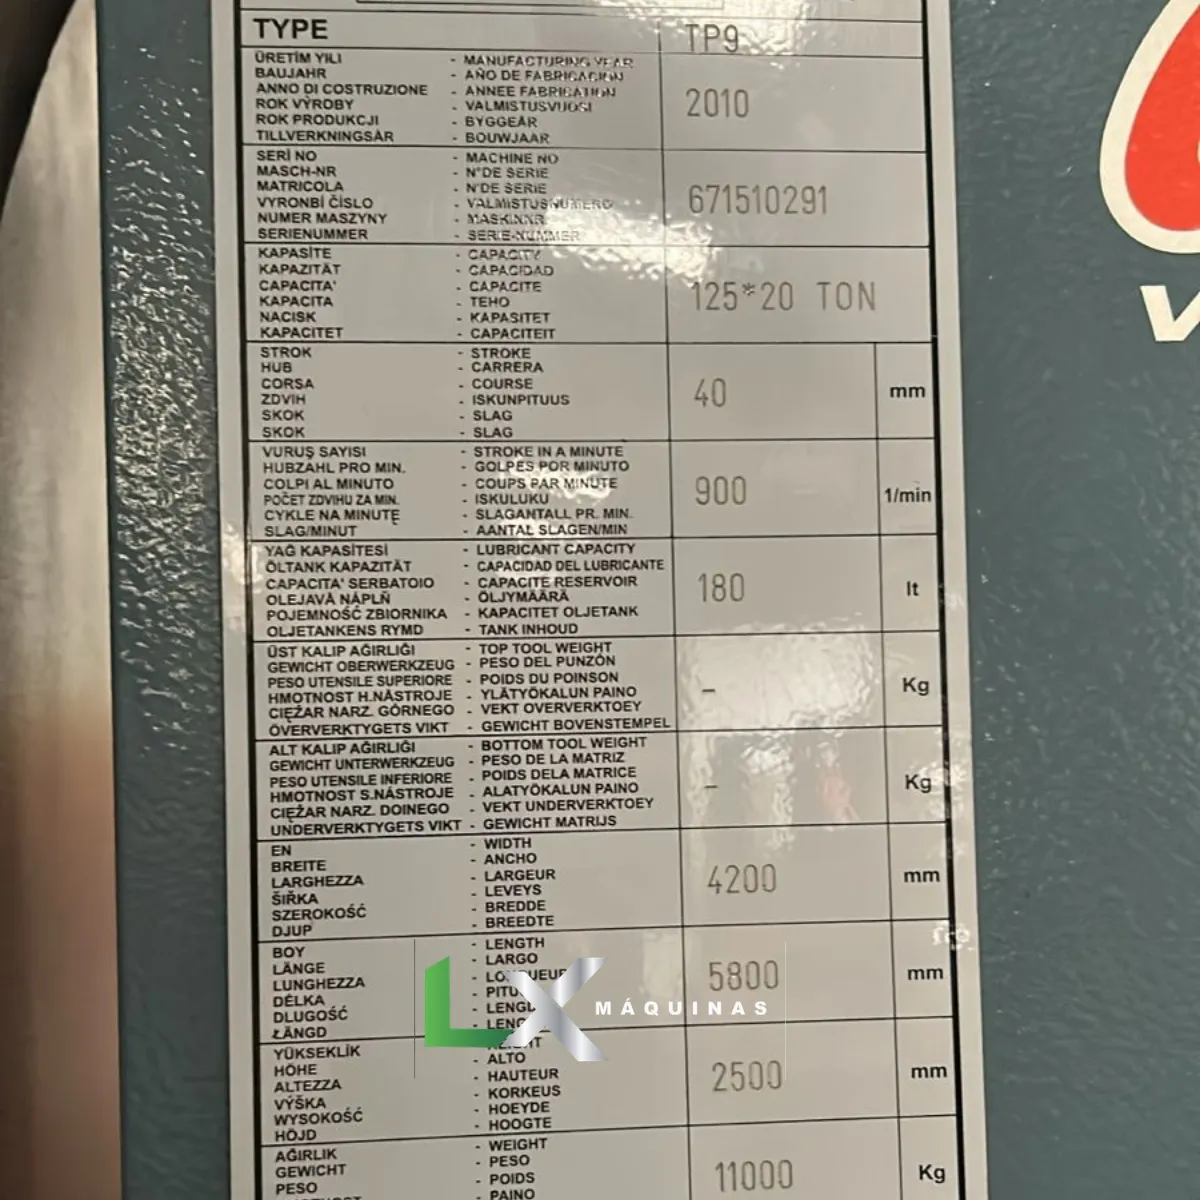 TYPE TP9
ÜRETİM YILI - MANUFACTURING YEAR
BAUJAHR - AÑO DE FABRICACION
ANNO DI COSTRUZIONE - ANNEE FABRICATION 2010
ROK VÝROBY - VALMISTUSVUOSI
ROK PRODUKCJI - BYGGEÅR
TILLVERKNINGSÅR - BOUWJAAR
SERİ NO - MACHINE NO
MASCH-NR - N°DE SERIE
MATRICOLA - N'DE SERIE 671510291
VYRONBÍ ČÍSLO - VALMISTUSNUMERO
NUMER MASZYNY - MASKINNR.
SERIENUMMER - SERIE-NUMMER
KAPASİTE - CAPACITY
KAPAZITÄT - CAPACIDAD
CAPACITA' - CAPACITE 125*20 TON
KAPACITA - TEHO
NACISK - KAPASITET
KAPACITET - CAPACITEIT
STROK - STROKE
HUB - CARRERA
CORSA - COURSE 40 mm
ZDVIH - ISKUNPITUUS
SKOK - SLAG
SKOK - SLAG
VURUŞ SAYISI - STROKE IN A MINUTE
HUBZAHL PRO MIN. - GOLPES POR MINUTO
COLPI AL MINUTO - COUPS PAR MINUTE 900 1/min
POČET ZDVIHU ZA MIN. - ISKULUKU
CYKLE NA MINUTĘ - SLAGANTALL PR. MIN.
SLAG/MINUT - AANTAL SLAGEN/MIN
YAĞ KAPASİTESİ - LUBRICANT CAPACITY
ÖLTANK KAPAZITÄT - CAPACIDAD DEL LUBRICANTE
CAPACITA' SERBATOIO - CAPACITE RESERVOIR 180 lt
OLEJAVÁ NÁPLŇ - ÖLJYMÄÄRÄ
POJEMNOŚĆ ZBIORNIKA - KAPACITET OLJETANK
OLJETANKENS RYMD - TANK INHOUD
ÜST KALIP AĞIRLIĞI - TOP TOOL WEIGHT
GEWICHT OBERWERKZEUG - PESO DEL PUNZÓN
PESO UTENSILE SUPERIORE - POIDS DU POINSON - Kg
HMOTNOST H.NÁSTROJE - YLÄTYÖKALUN PAINO
CIĘŻAR NARZ. GÓRNEGO - VEKT OVERVERKTOEY
ÖVERVERKTYGETS VIKT - GEWICHT BOVENSTEMPEL
ALT KALIP AĞIRLIĞI - BOTTOM TOOL WEIGHT
GEWICHT UNTERWERKZEUG - PESO DE LA MATRIZ
PESO UTENSILE INFERIORE - POIDS DELA MATRICE - Kg
HMOTNOST S.NÁSTROJE - ALATYÖKALUN PAINO
CIĘŻAR NARZ. DOINEGO - VEKT UNDERVERKTOEY
UNDERVERKTYGETS VIKT - GEWICHT MATRIJS
EN - WIDTH
BREITE - ANCHO
LARGHEZZA - LARGEUR 4200 mm
ŠIŘKA - LEVEYS
SZEROKOŚĆ - BREDDE
DJUP - BREEDTE
BOY - LENGTH
LÄNGE - LARGO
LUNGHEZZA 5800 mm
DÉLKA
DLUGOŚĆ
ŁÄNGD
LX MÁQUINAS
YÜKSEKLİK
HÖHE - ALTO
ALTEZZA - HAUTEUR 2500 mm
VÝŠKA - KORKEUS
WYSOKOŚĆ - HOEYDE
HÖJD - HOOGTE
AĞIRLIK - WEIGHT
GEWICHT - PESO 11000 Kg
PESO - POIDS
- PAINO
V